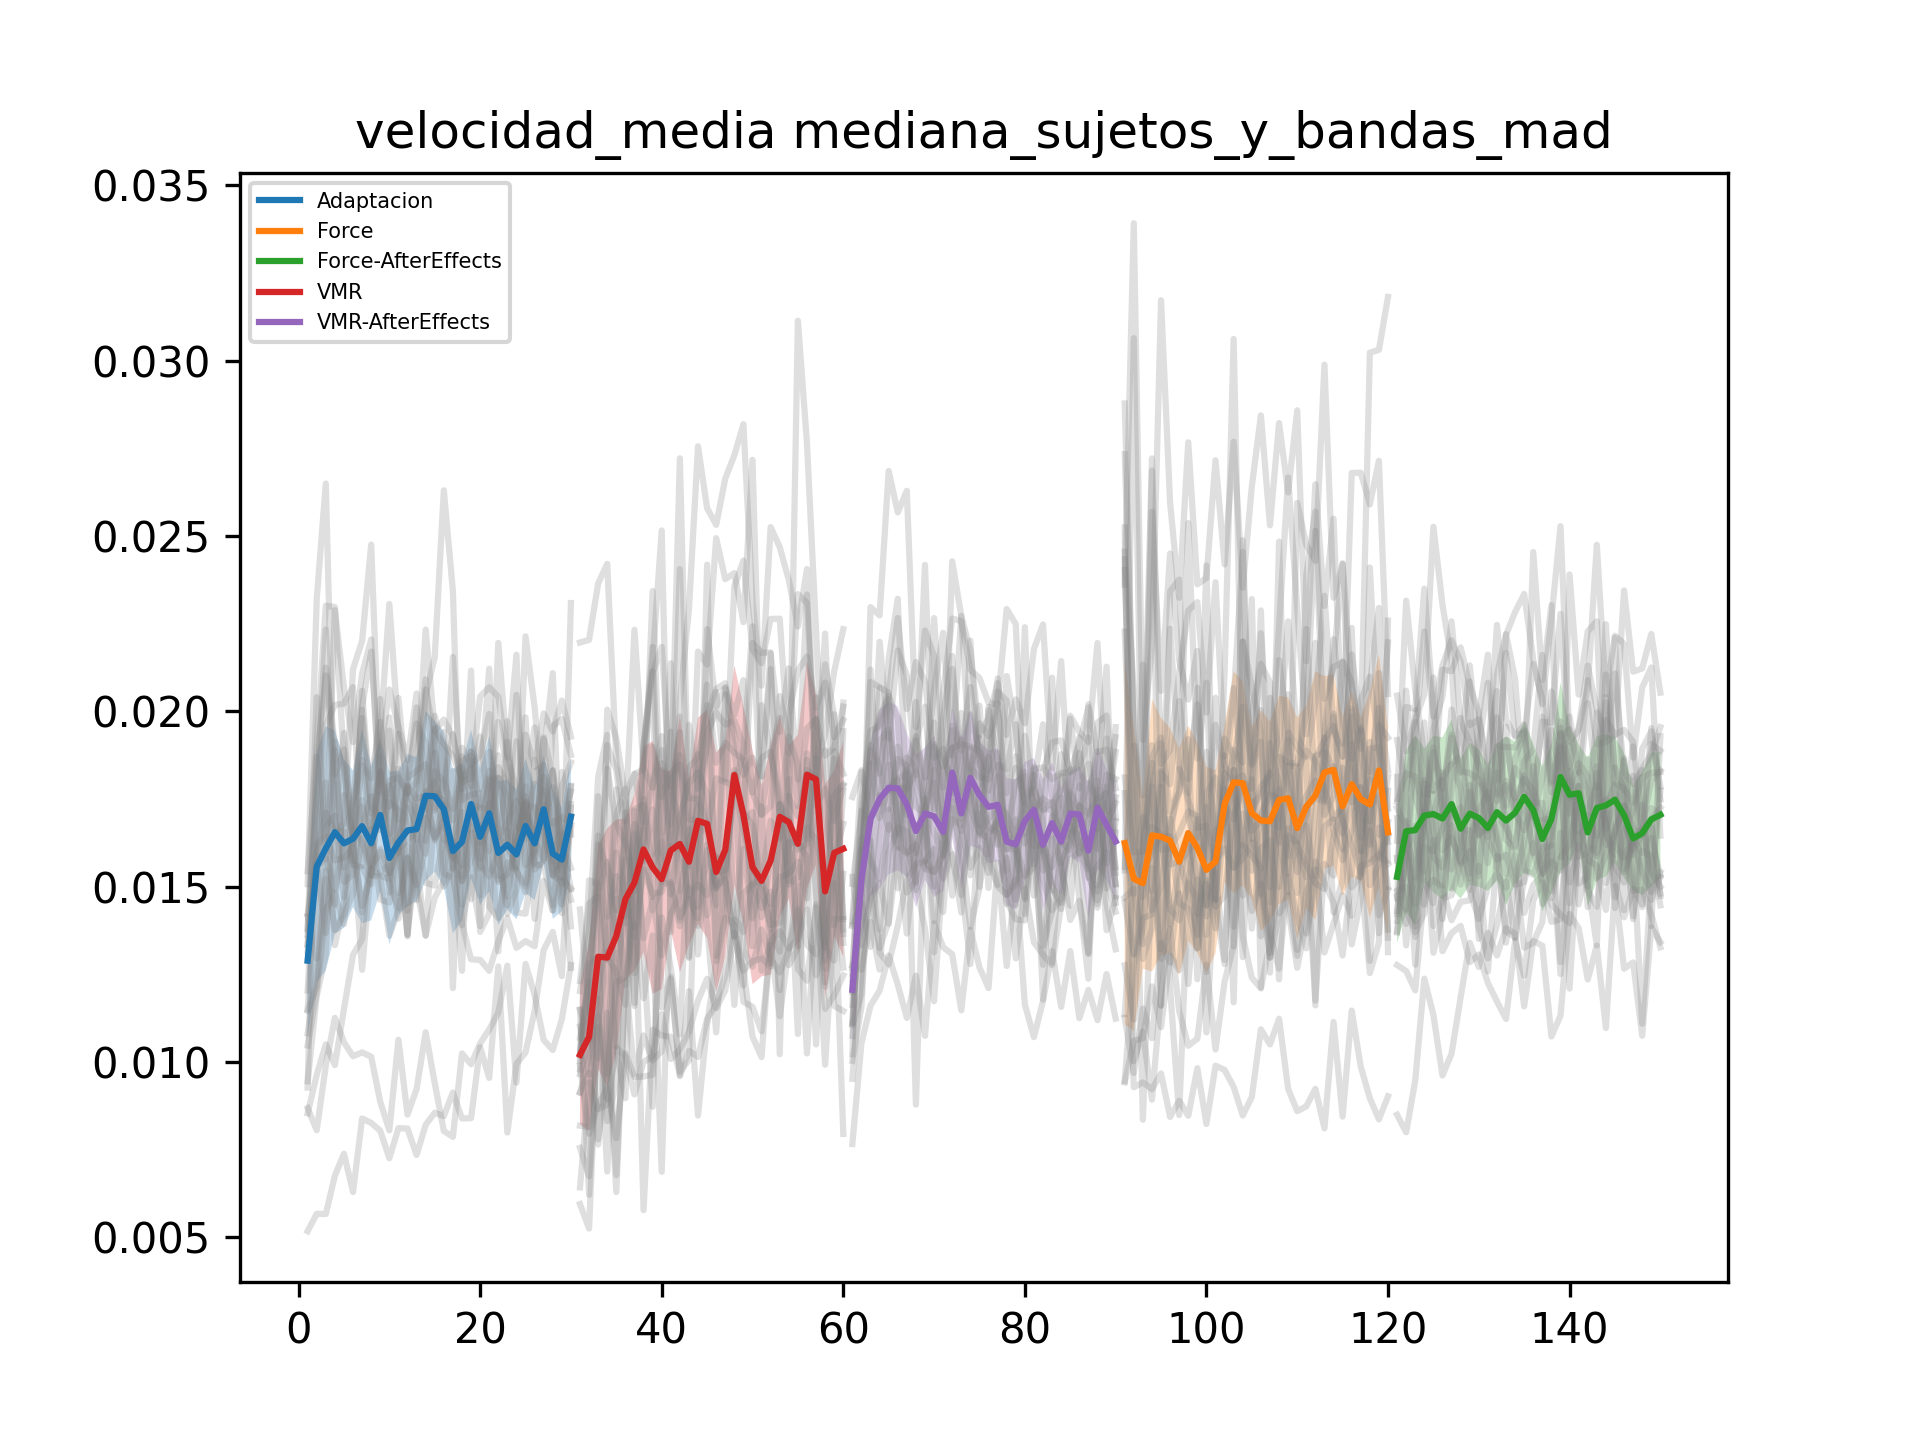 velocidad_media mediana_sujetos_y_bandas_mad
0.035
0.030
0.025
0.020
0.015
0.010
0.005
Adaptacion
Force
Force-AfterEffects
VMR
VMR-AfterEffects
0 20 40 60 80 100 120 140